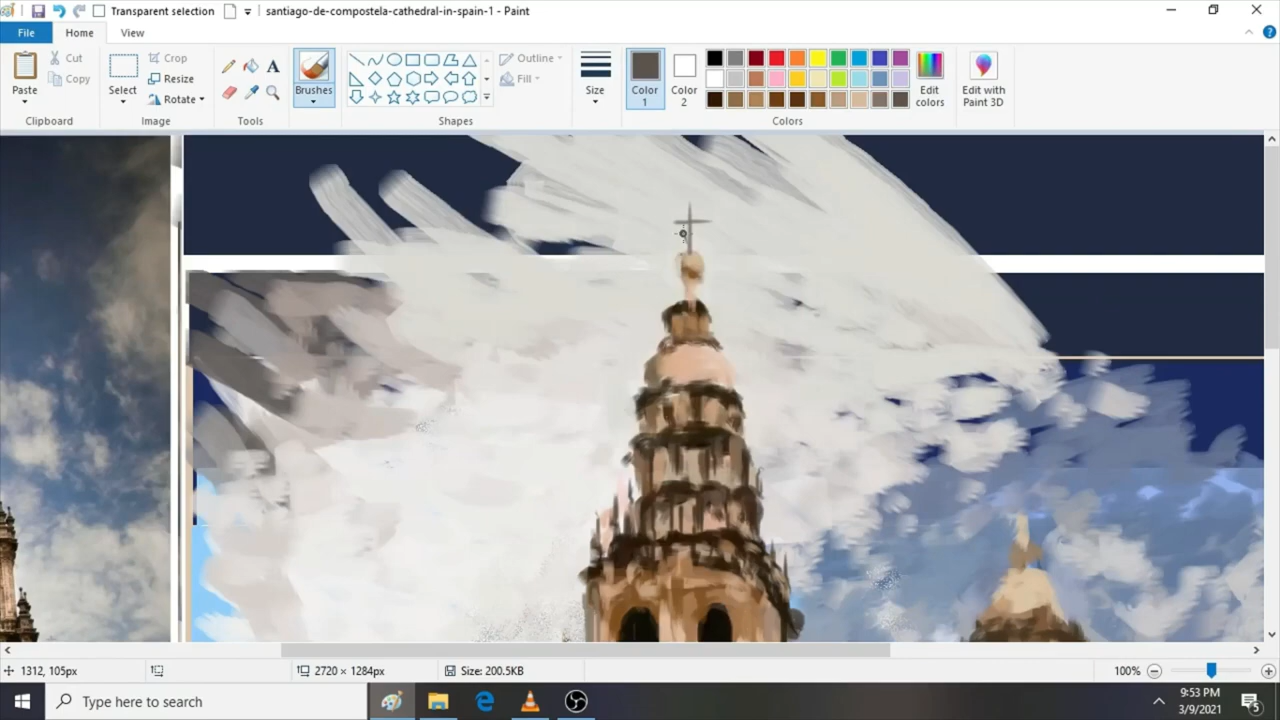 Transparent selection
santiago-de-compostela-cathedral-in-spain-1 - Paint
File
Home
View
Paste
Cut
Copy
Clipboard
Select
Crop
Resize
Rotate
Image
A
Tools
Brushes
Shapes
Outline
Fill
Size
Color
1
Color
2
Colors
Edit
colors
Edit with
Paint 3D
1312, 105px
2720 × 1284px
Size: 200.5KB
100%
Type here to search
9:53 PM
3/9/2021
5